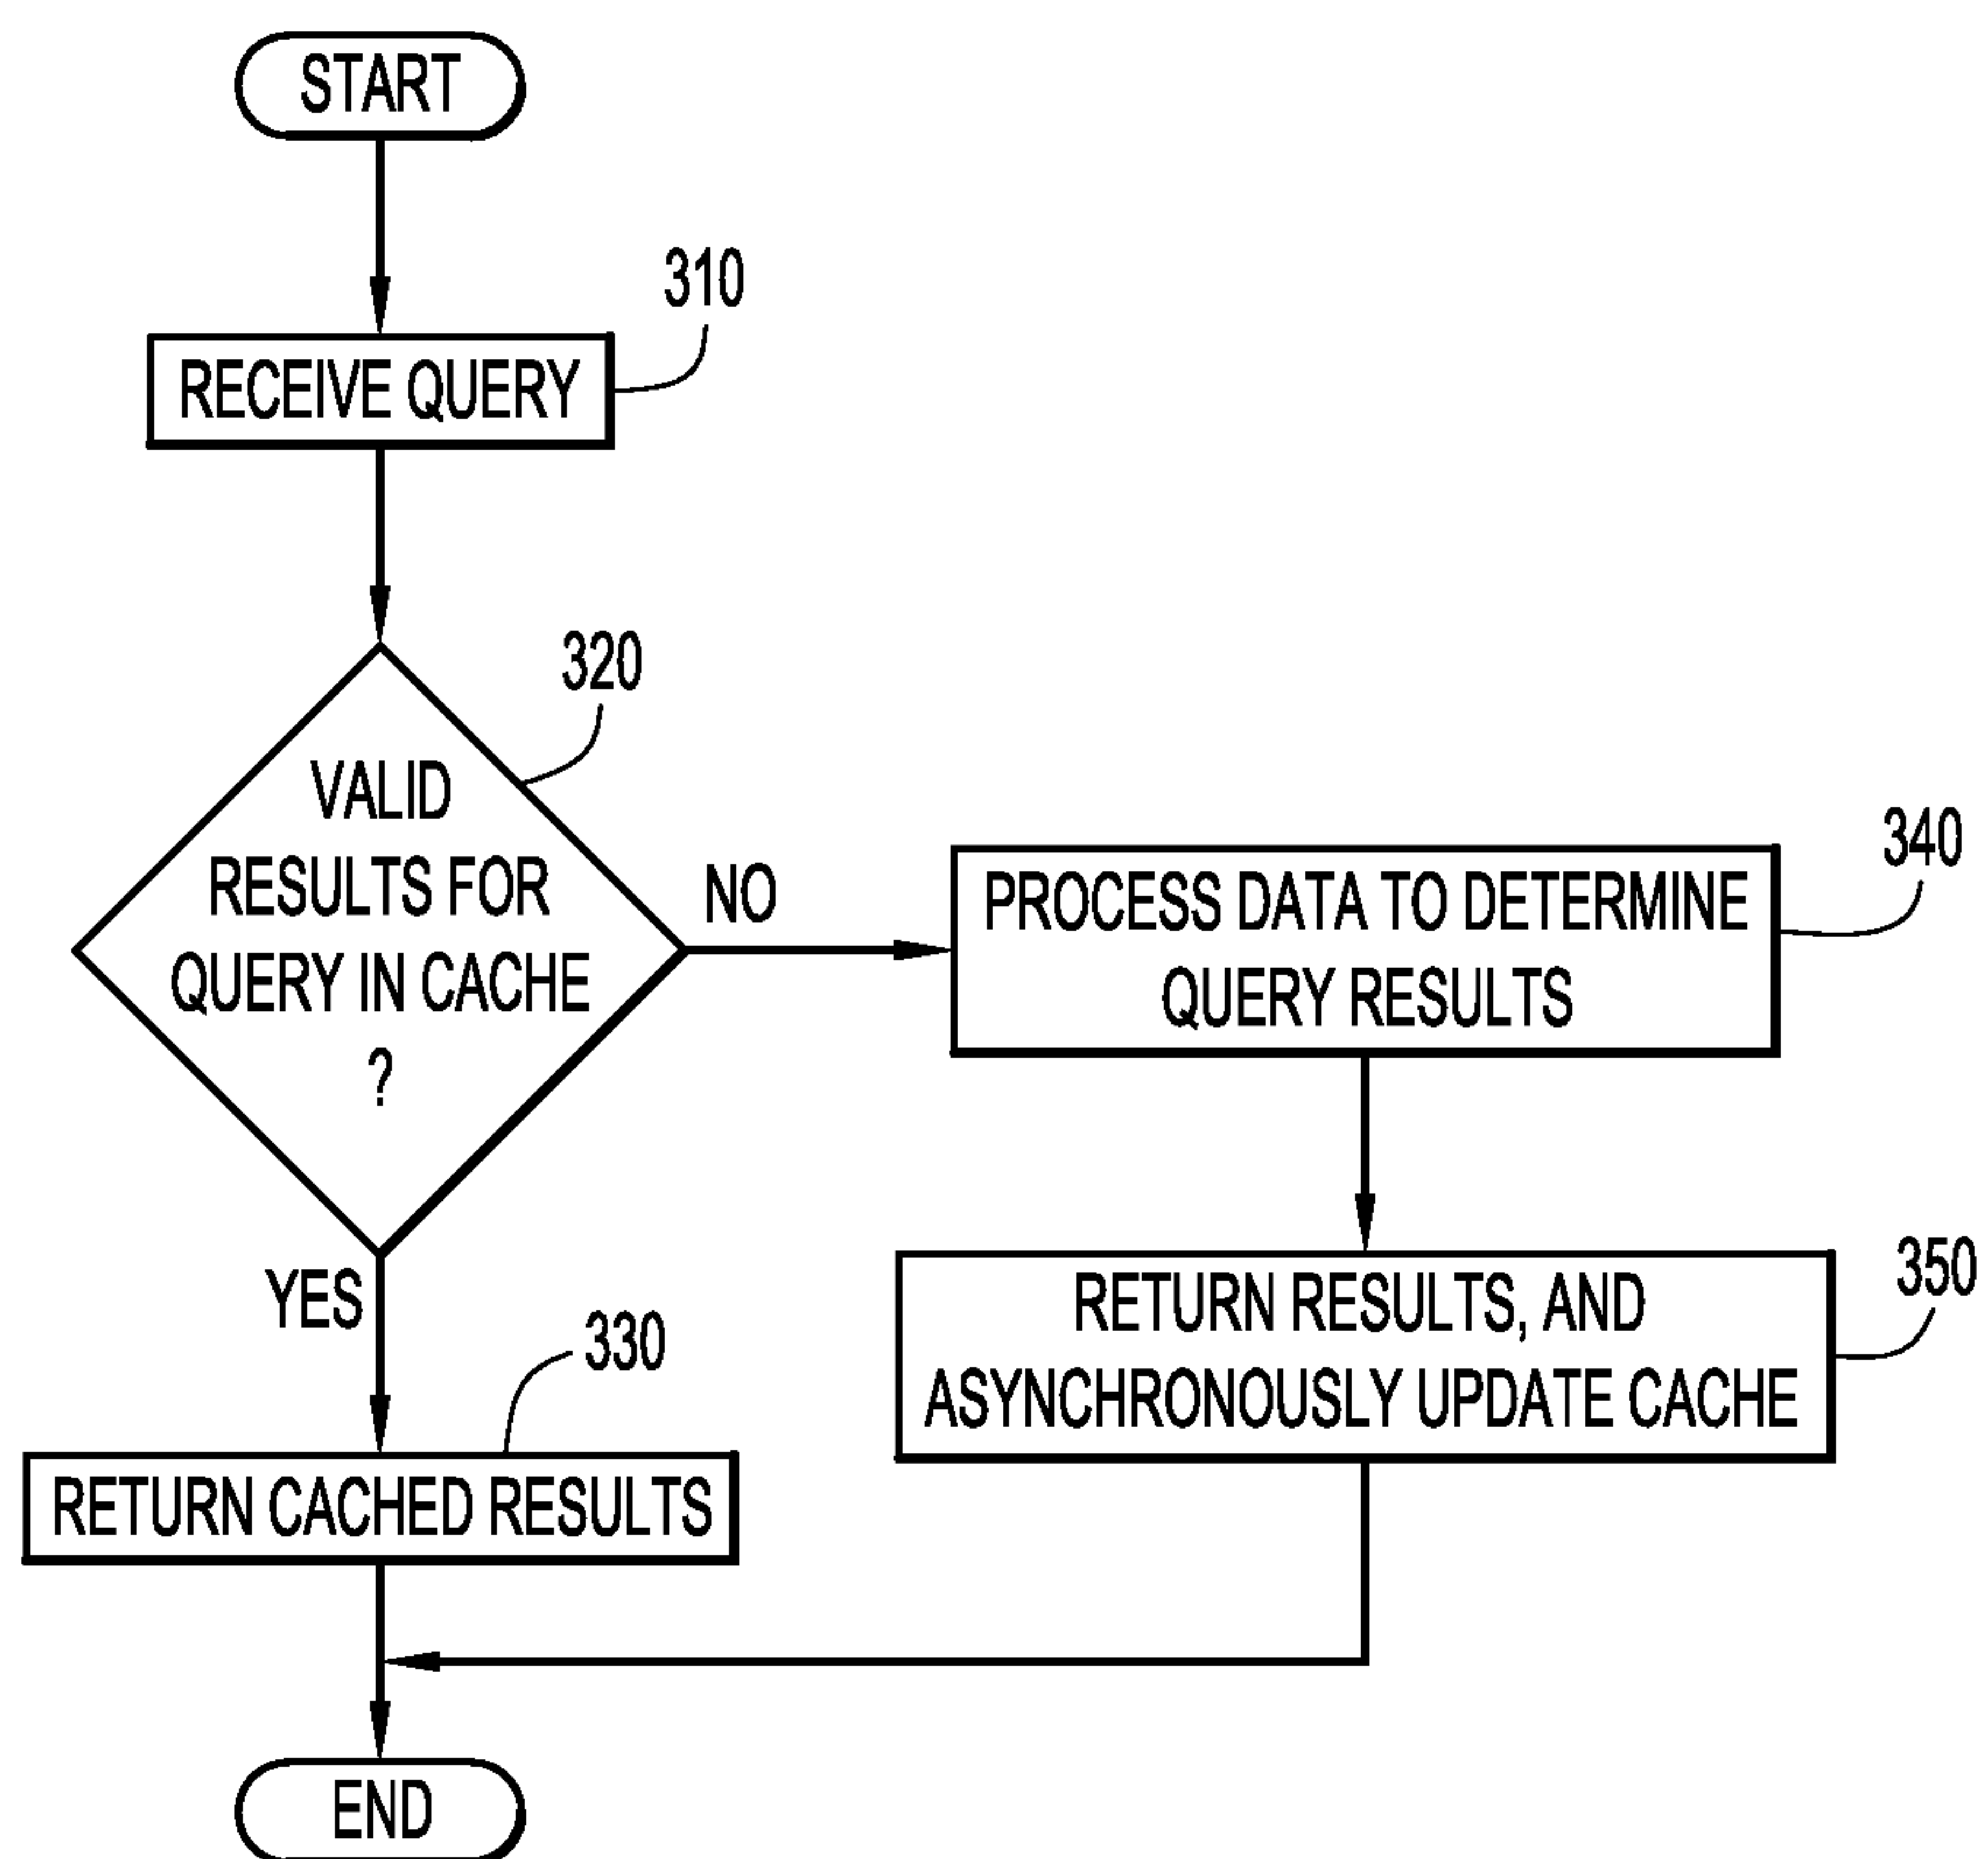 START
310
RECEIVE QUERY
320
VALID
RESULTS FOR
QUERY IN CACHE
?
NO
YES
340
PROCESS DATA TO DETERMINE
QUERY RESULTS
350
RETURN RESULTS, AND
ASYNCHRONOUSLY UPDATE CACHE
330
RETURN CACHED RESULTS
END